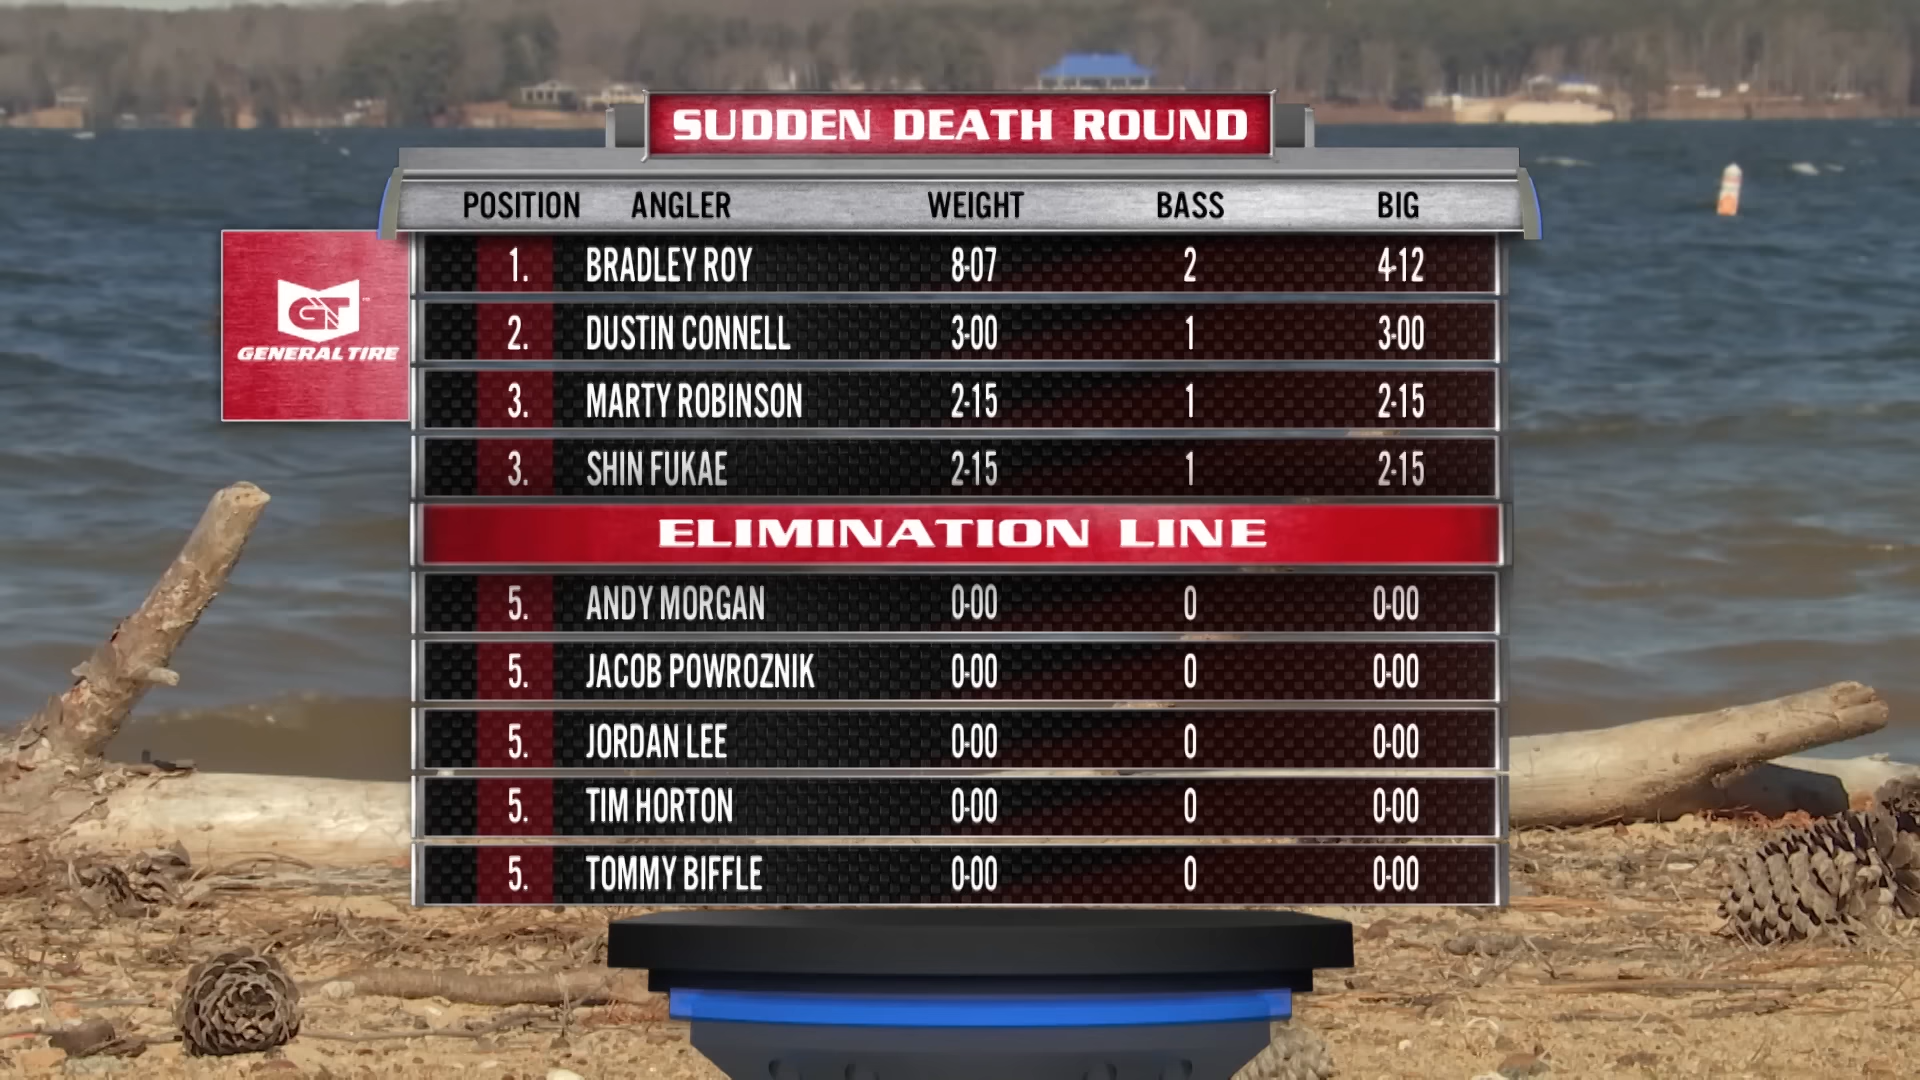 SUDDEN DEATH ROUND
POSITION ANGLER WEIGHT BASS BIG
1. BRADLEY ROY 8-07 2 4-12
2. DUSTIN CONNELL 3-00 1 3-00
3. MARTY ROBINSON 2-15 1 2-15
3. SHIN FUKAE 2-15 1 2-15
GT™
GENERAL TIRE
ELIMINATION LINE
5. ANDY MORGAN 0-00 0 0-00
5. JACOB POWROZNIK 0-00 0 0-00
5. JORDAN LEE 0-00 0 0-00
5. TIM HORTON 0-00 0 0-00
5. TOMMY BIFFLE 0-00 0 0-00